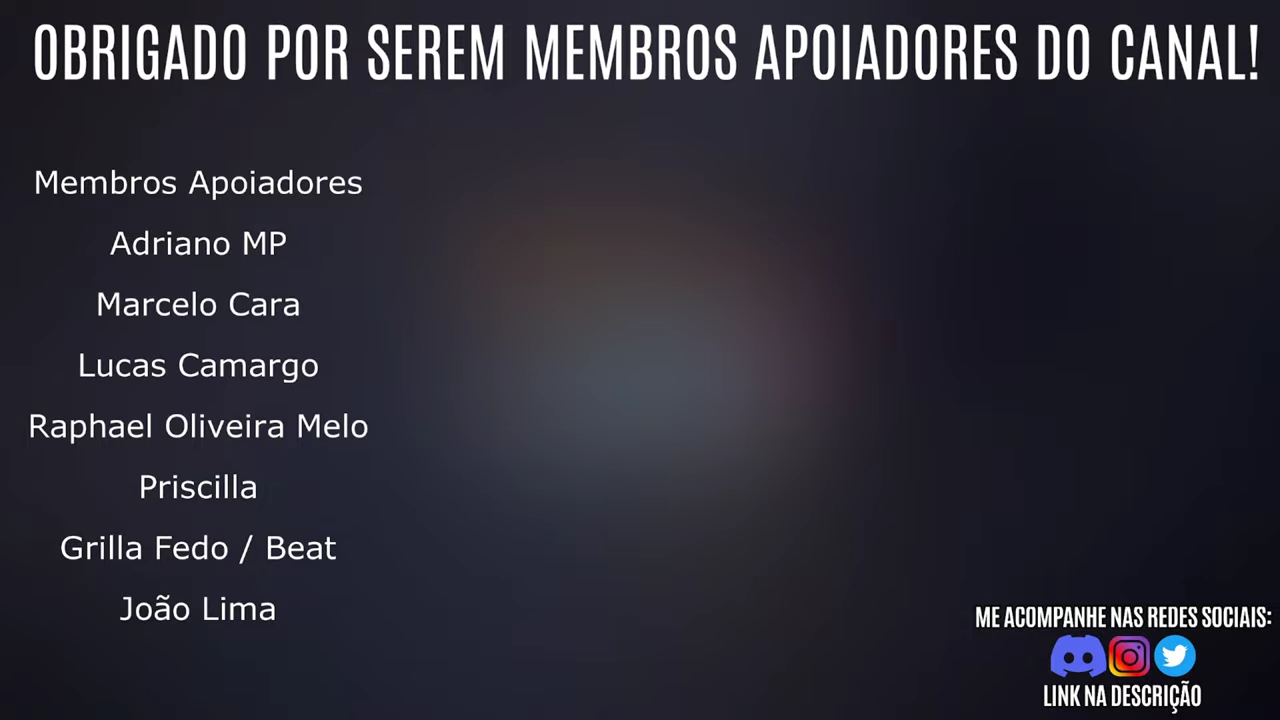 OBRIGADO POR SEREM MEMBROS APOIADORES DO CANAL!
Membros Apoiadores
Adriano MP
Marcelo Cara
Lucas Camargo
Raphael Oliveira Melo
Priscilla
Grilla Fedo / Beat
João Lima
ME ACOMPANHE NAS REDES SOCIAIS:
LINK NA DESCRIÇÃO